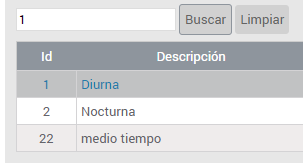 1 Buscar Limpiar
Id Descripción
1 Diurna
2 Nocturna
22 medio tiempo